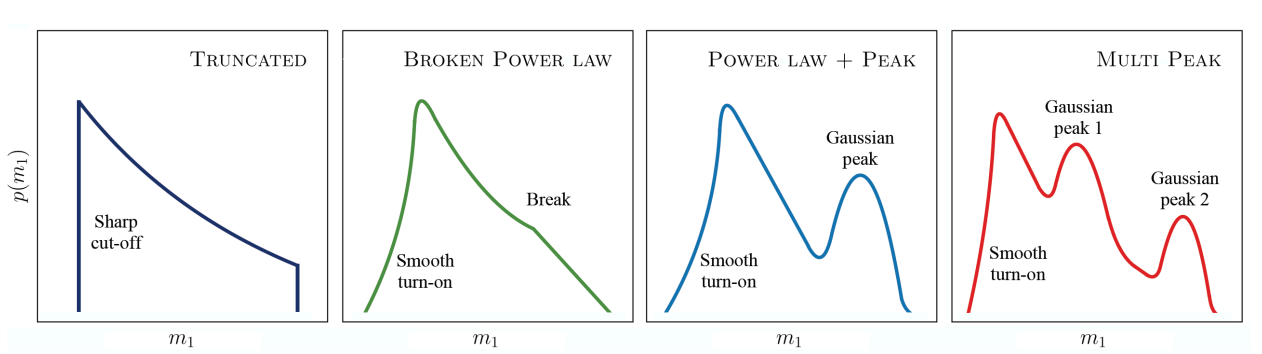 TRUNCATED
Sharp
cut-off
p(m₁)
m₁
BROKEN POWER LAW
Break
Smooth
turn-on
m₁
POWER LAW + PEAK
Gaussian
peak
Smooth
turn-on
m₁
MULTI PEAK
Gaussian
peak 1
Gaussian
peak 2
Smooth
turn-on
m₁